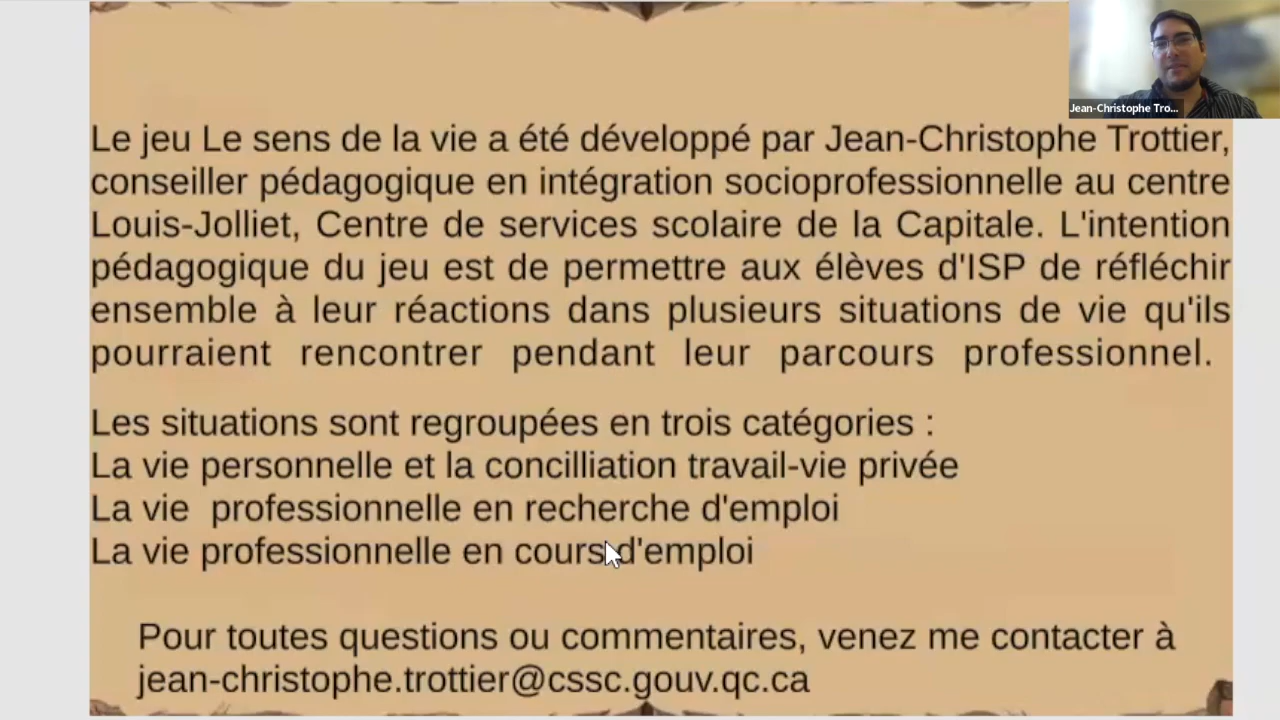 Jean-Christophe Tro...
Le jeu Le sens de la vie a été développé par Jean-Christophe Trottier,
conseiller pédagogique en intégration socioprofessionnelle au centre
Louis-Jolliet, Centre de services scolaire de la Capitale. L'intention
pédagogique du jeu est de permettre aux élèves d'ISP de réfléchir
ensemble à leur réactions dans plusieurs situations de vie qu'ils
pourraient rencontrer pendant leur parcours professionnel.
Les situations sont regroupées en trois catégories :
La vie personnelle et la concilliation travail-vie privée
La vie professionnelle en recherche d'emploi
La vie professionnelle en cours d'emploi
Pour toutes questions ou commentaires, venez me contacter à
jean-christophe.trottier@cssc.gouv.qc.ca